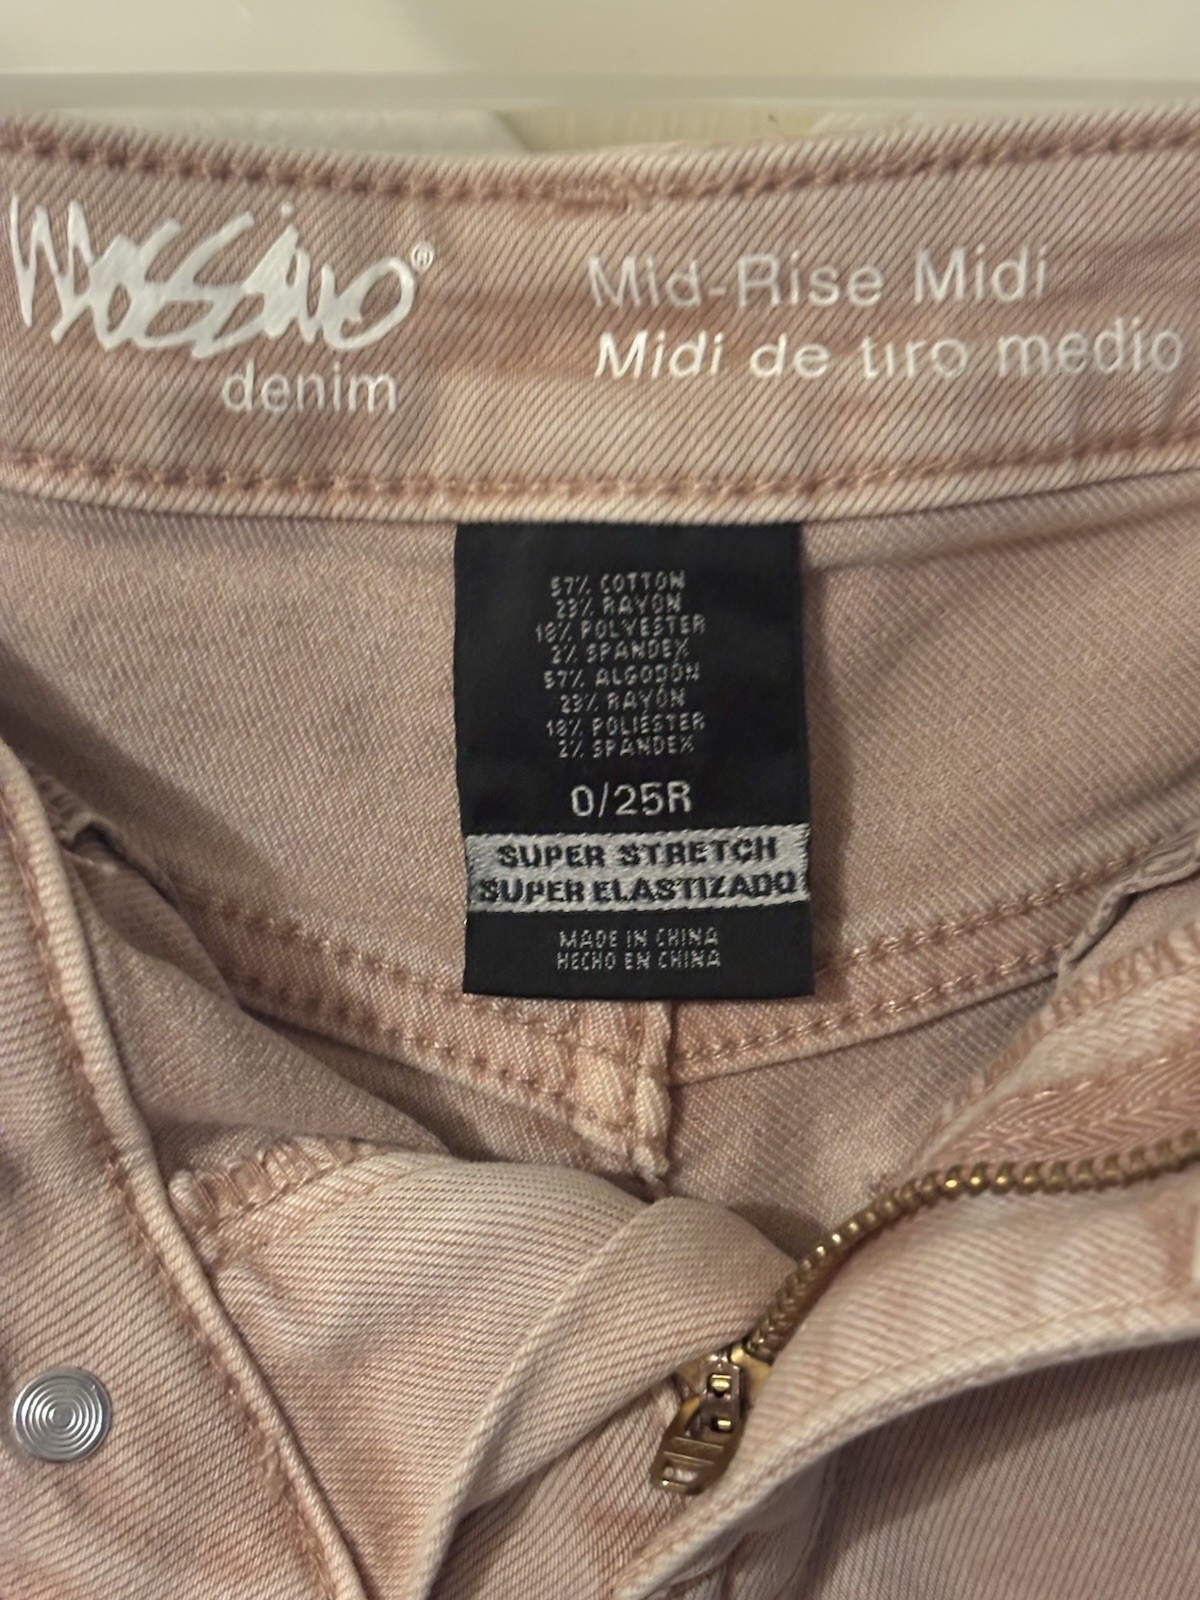 Mossimo®
denim
Mid-Rise Midi
Midi de tiro medio
57% COTTON
23% RAYON
18% POLYESTER
2% SPANDEX
57% ALGODÓN
23% RAYÓN
18% POLIÉSTER
2% SPANDEX
0/25R
SUPER STRETCH
SUPER ELASTIZADO
MADE IN CHINA
HECHO EN CHINA